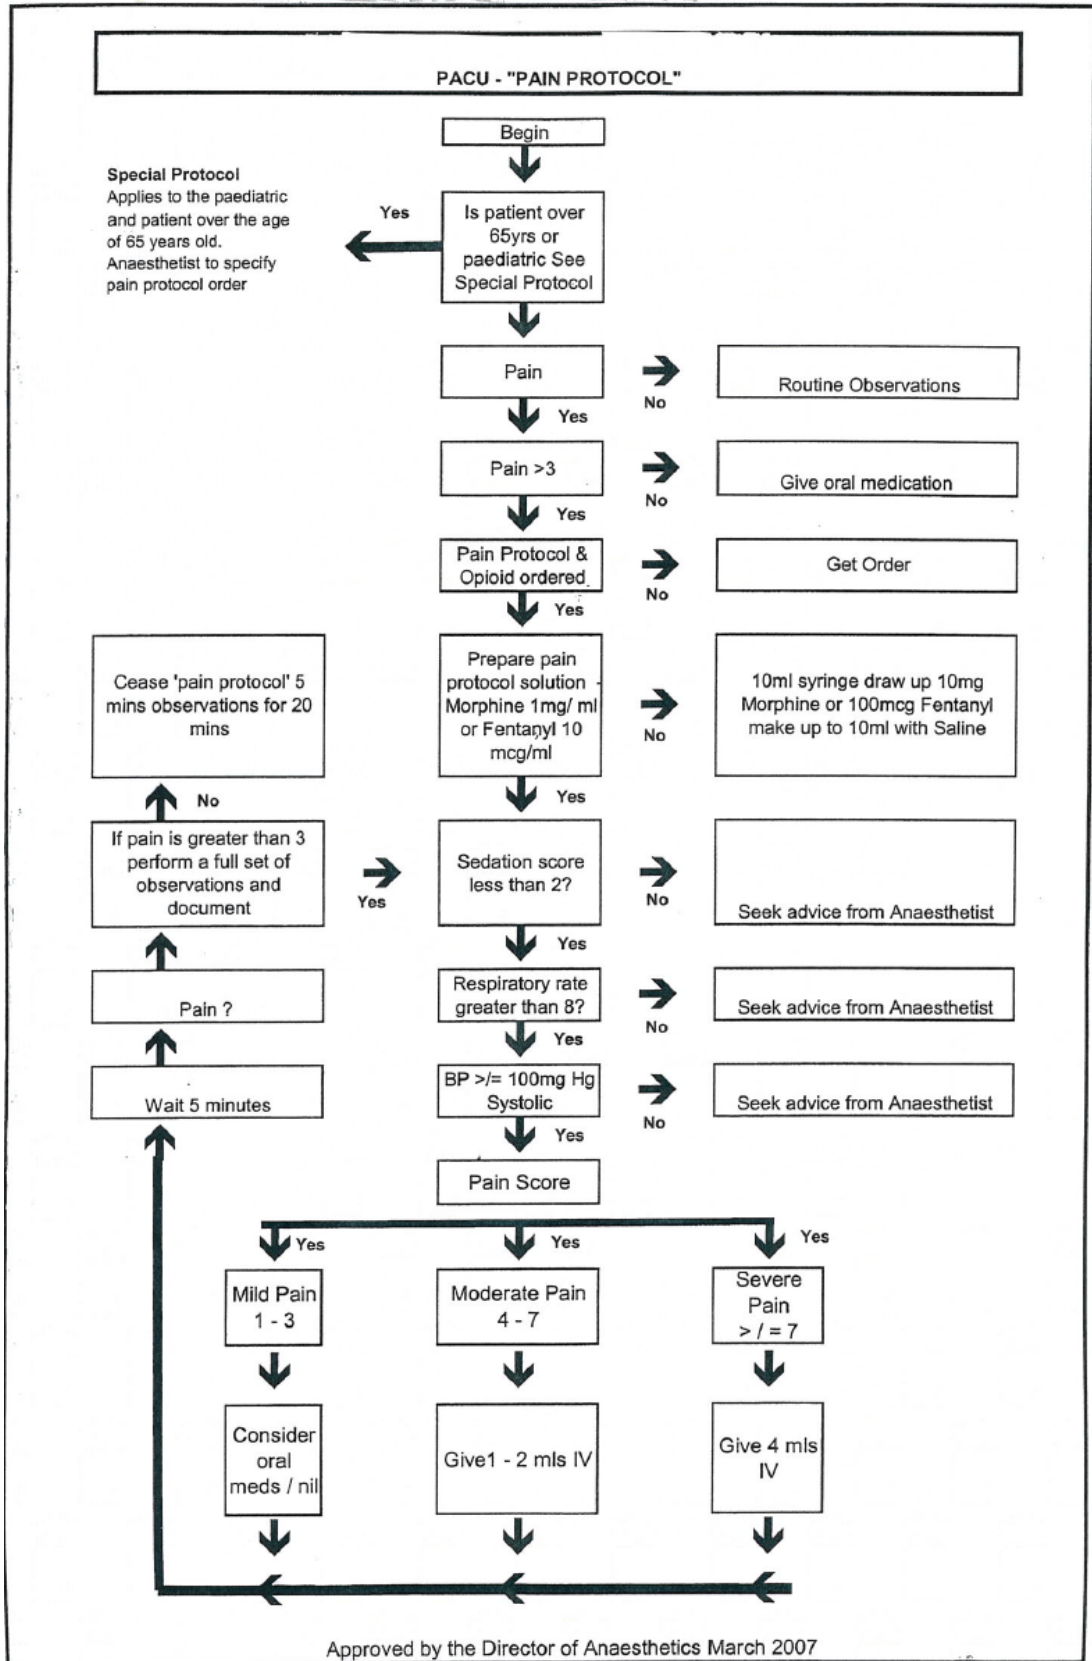 PACU - "PAIN PROTOCOL"
Begin
Special Protocol
Applies to the paediatric
and patient over the age
of 65 years old.
Anaesthetist to specify
pain protocol order
Yes
Is patient over
65yrs or
paediatric See
Special Protocol
Pain
No
Routine Observations
Yes
Pain >3
No
Give oral medication
Yes
Pain Protocol &
Opioid ordered
No
Get Order
Yes
Prepare pain
protocol solution -
Morphine 1mg/ ml
or Fentanyl 10
mcg/ml
No
10ml syringe draw up 10mg
Morphine or 100mcg Fentanyl
make up to 10ml with Saline
Yes
Cease 'pain protocol' 5
mins observations for 20
mins
No
If pain is greater than 3
perform a full set of
observations and
document
Yes
Sedation score
less than 2?
No
Seek advice from Anaesthetist
Yes
Pain ?
Respiratory rate
greater than 8?
No
Seek advice from Anaesthetist
Yes
Wait 5 minutes
BP >/= 100mg Hg
Systolic
No
Seek advice from Anaesthetist
Yes
Pain Score
Yes
Yes
Yes
Mild Pain
1 - 3
Moderate Pain
4 - 7
Severe
Pain
> / = 7
Consider
oral
meds / nil
Give1 - 2 mls IV
Give 4 mls
IV
Approved by the Director of Anaesthetics March 2007